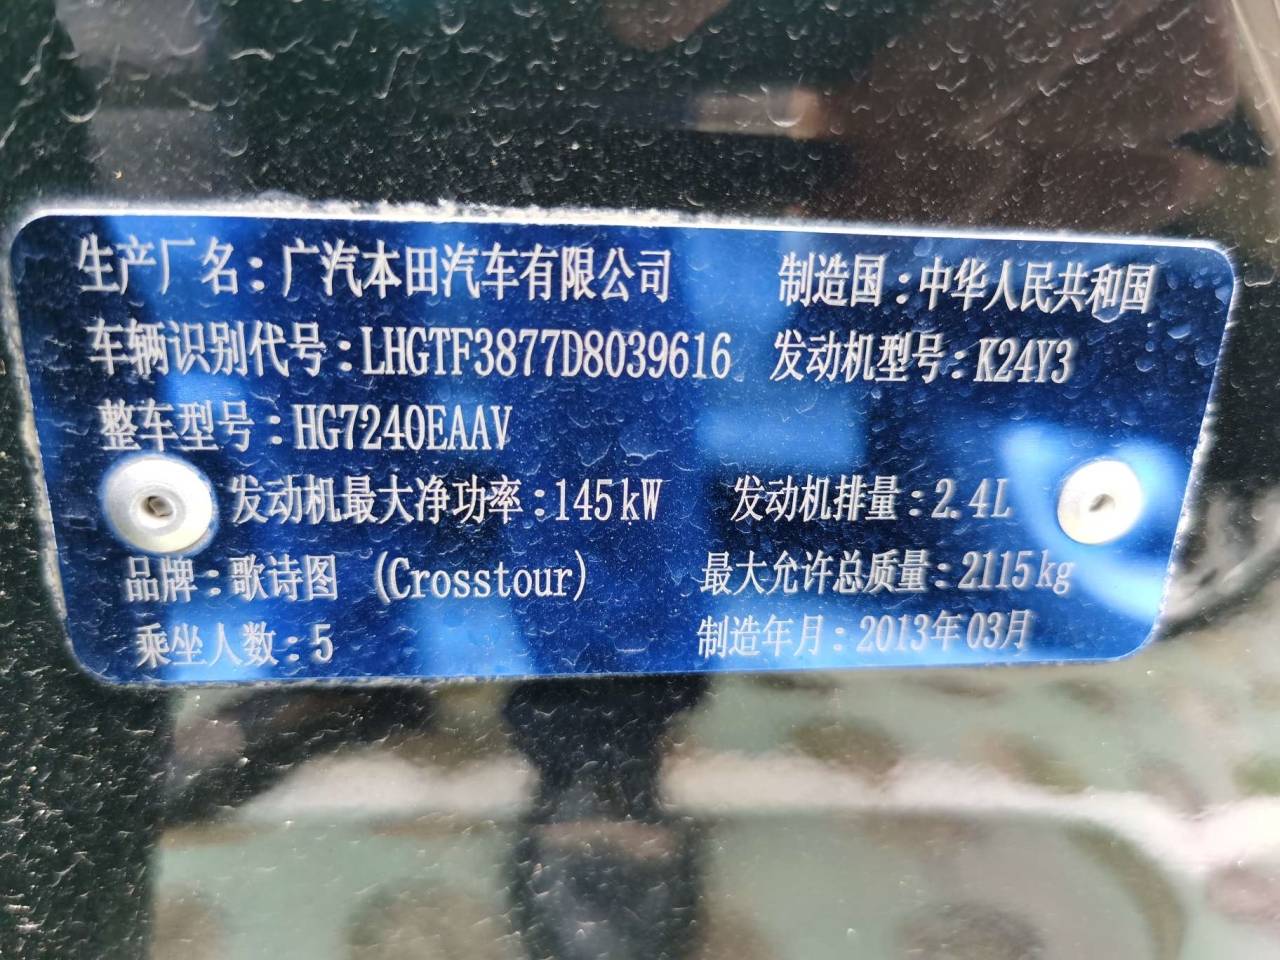 生产厂名：广汽本田汽车有限公司 制造国：中华人民共和国
车辆识别代号：LHGTF3877D8039616 发动机型号：K24Y3
整车型号：HG7240EAAV
发动机最大净功率：145kW 发动机排量：2.4L
品牌：歌诗图 (Crosstour) 最大允许总质量：2115kg
乘坐人数：5 制造年月：2013年03月